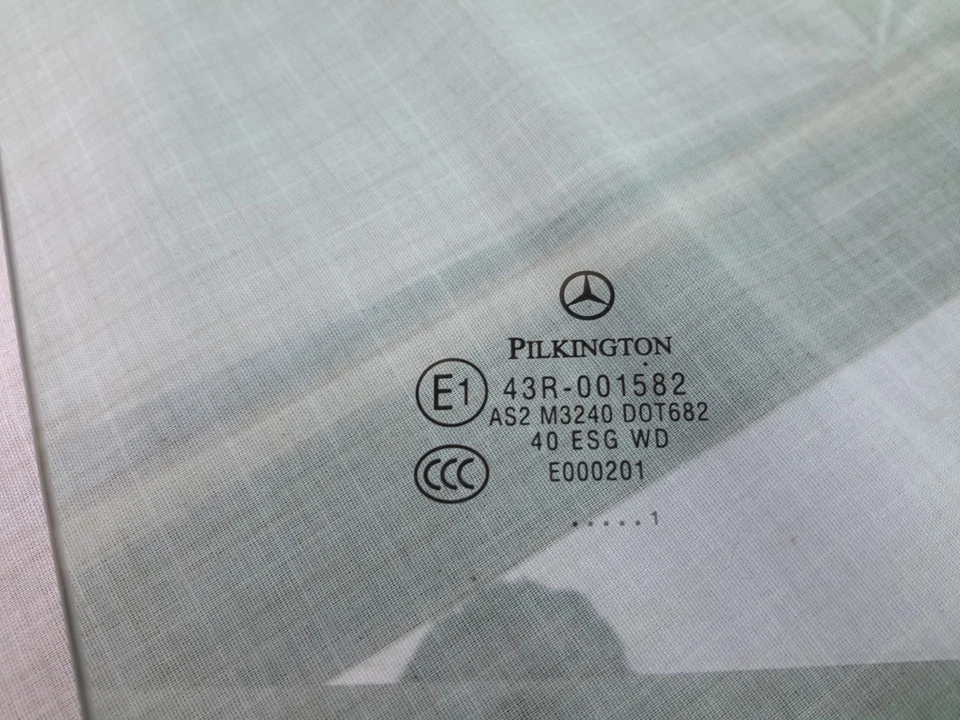 PILKINGTON
E1 43R-001582
AS2 M3240 DOT682
40 ESG WD
CCC E000201
.....1